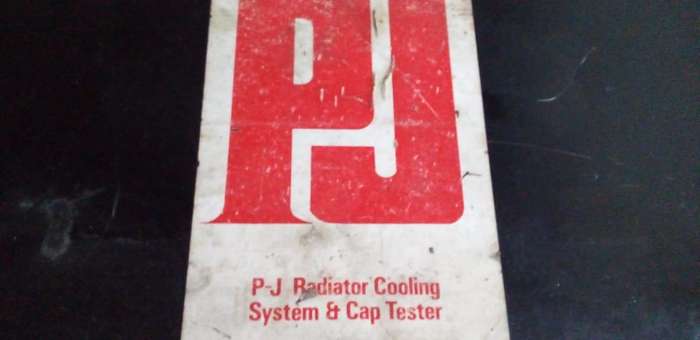 PJ
P-J Radiator Cooling
System & Cap Tester